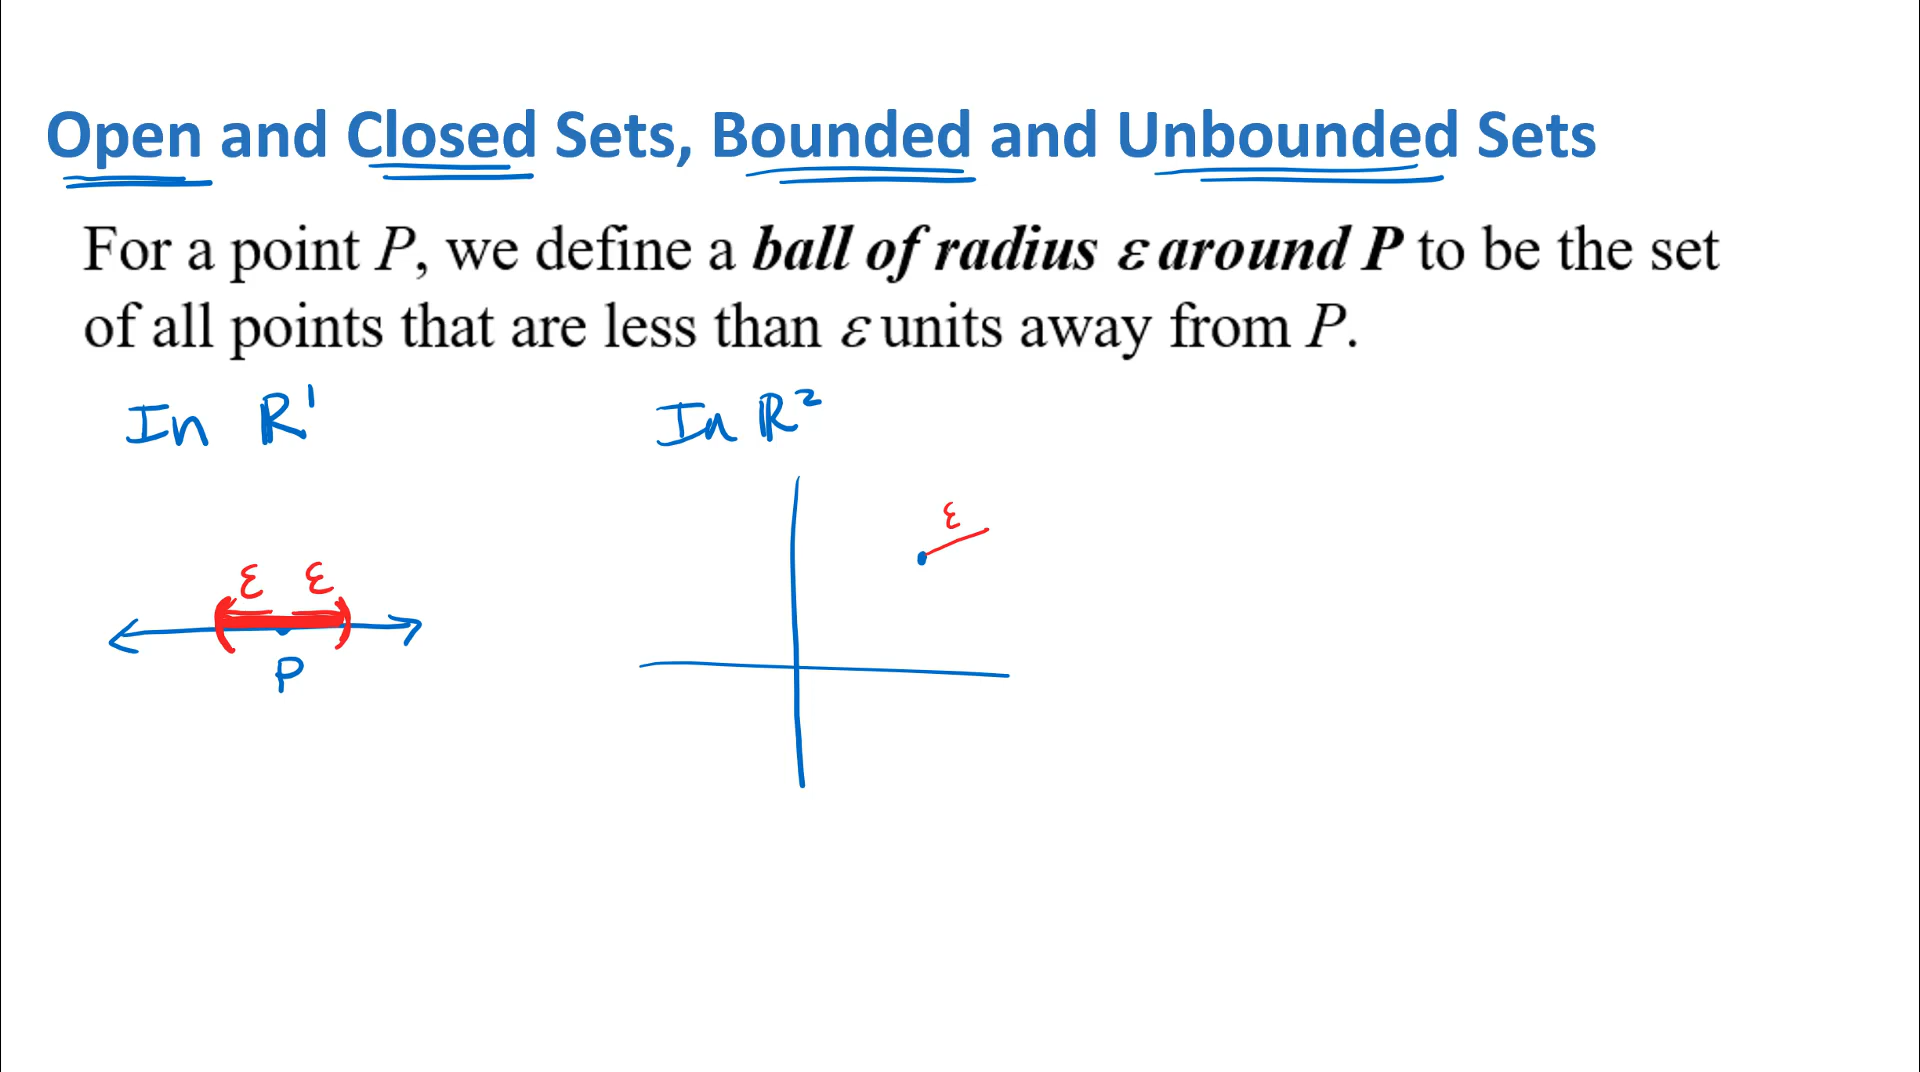 Open and Closed Sets, Bounded and Unbounded Sets
For a point P, we define a ball of radius ε around P to be the set
of all points that are less than ε units away from P.
In ℝ¹
In ℝ²
ε ε
P
ε